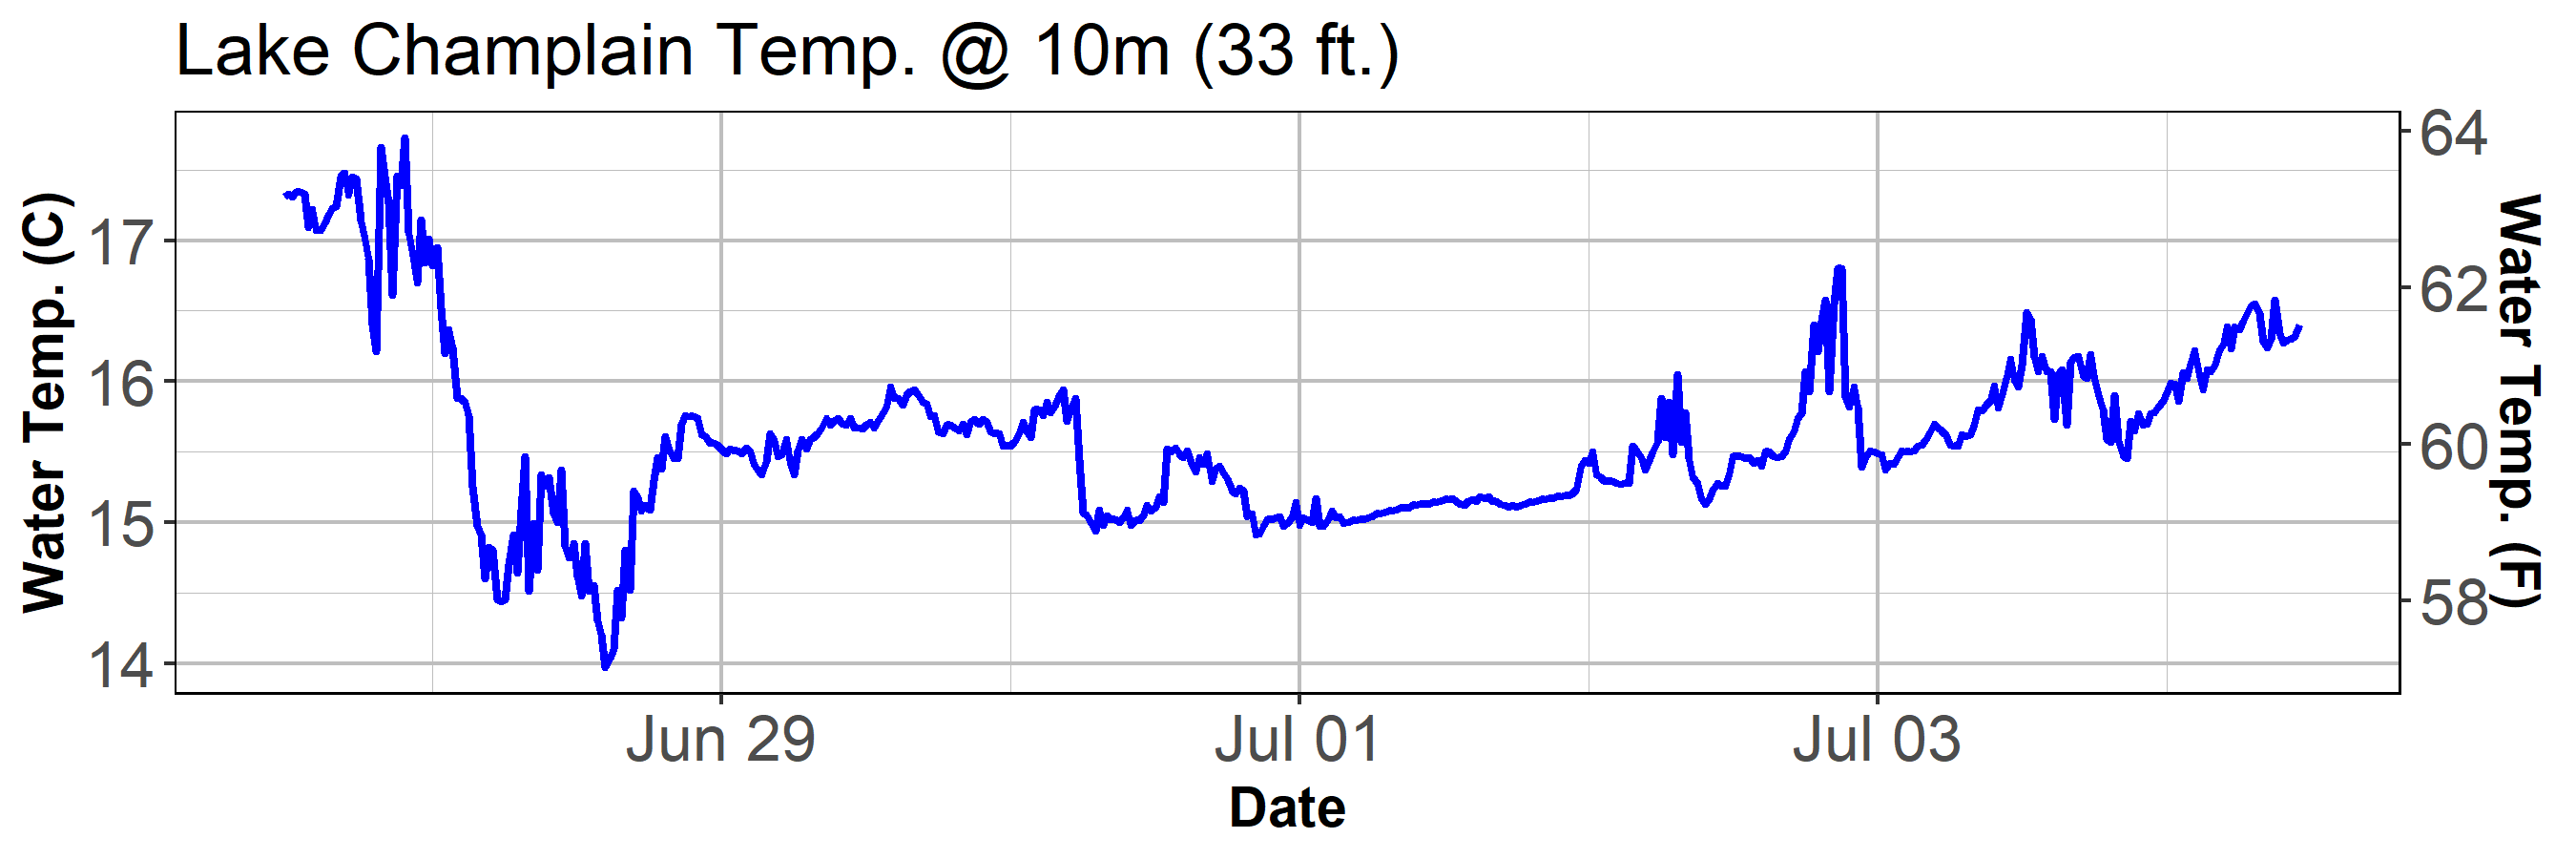 Lake Champlain Temp. @ 10m (33 ft.)
Water Temp. (C)
17
16
15
14
64
62
60
58
Water Temp. (F)
Jun 29
Jul 01
Jul 03
Date